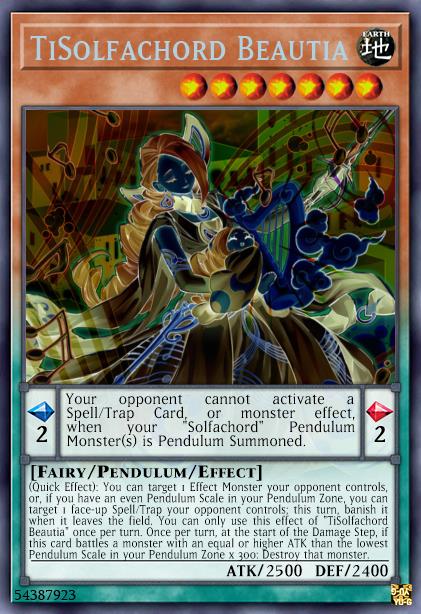 TiSolfachord Beautia
EARTH
地
Your opponent cannot activate a
Spell/Trap Card, or monster effect,
when your "Solfachord" Pendulum
Monster(s) is Pendulum Summoned.
2
2
[Fairy/Pendulum/Effect]
(Quick Effect): You can target 1 Effect Monster your opponent controls,
or, if you have an even Pendulum Scale in your Pendulum Zone, you can
target 1 face-up Spell/Trap your opponent controls; this turn, banish it
when it leaves the field. You can only use this effect of "TiSolfachord
Beautia" once per turn. Once per turn, at the start of the Damage Step, if
this card battles a monster with an equal or higher ATK than the lowest
Pendulum Scale in your Pendulum Zone x 300: Destroy that monster.
ATK/2500 DEF/2400
54387923